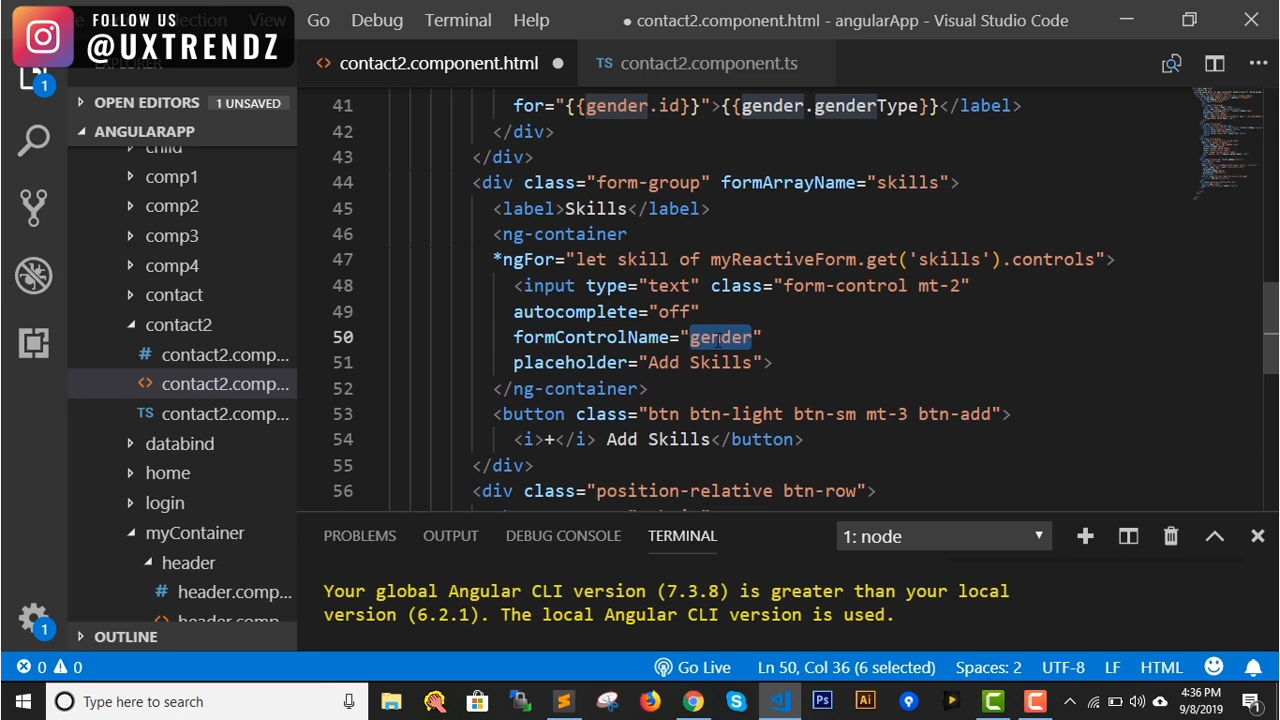 FOLLOW US
@UXTRENDZ
View
Go
Debug
Terminal
Help
● contact2.component.html - angularApp - Visual Studio Code
<> contact2.component.html ●
TS contact2.component.ts
OPEN EDITORS 1 UNSAVED
ANGULARAPP
child
comp1
comp2
comp3
comp4
contact
contact2
# contact2.comp...
<> contact2.comp...
TS contact2.comp...
databind
home
login
myContainer
header
# header.comp...
OUTLINE
1
1
41 for="{{gender.id}}">{{gender.genderType}}</label>
42 </div>
43 </div>
44 <div class="form-group" formArrayName="skills">
45 <label>Skills</label>
46 <ng-container
47 *ngFor="let skill of myReactiveForm.get('skills').controls">
48 <input type="text" class="form-control mt-2"
49 autocomplete="off"
50 formControlName="gender"
51 placeholder="Add Skills">
52 </ng-container>
53 <button class="btn btn-light btn-sm mt-3 btn-add">
54 <i>+</i> Add Skills</button>
55 </div>
56 <div class="position-relative btn-row">
PROBLEMS OUTPUT DEBUG CONSOLE TERMINAL 1: node
Your global Angular CLI version (7.3.8) is greater than your local
version (6.2.1). The local Angular CLI version is used.
0 0 Go Live Ln 50, Col 36 (6 selected) Spaces: 2 UTF-8 LF HTML
Type here to search
Ps
Ai
4:36 PM
9/8/2019